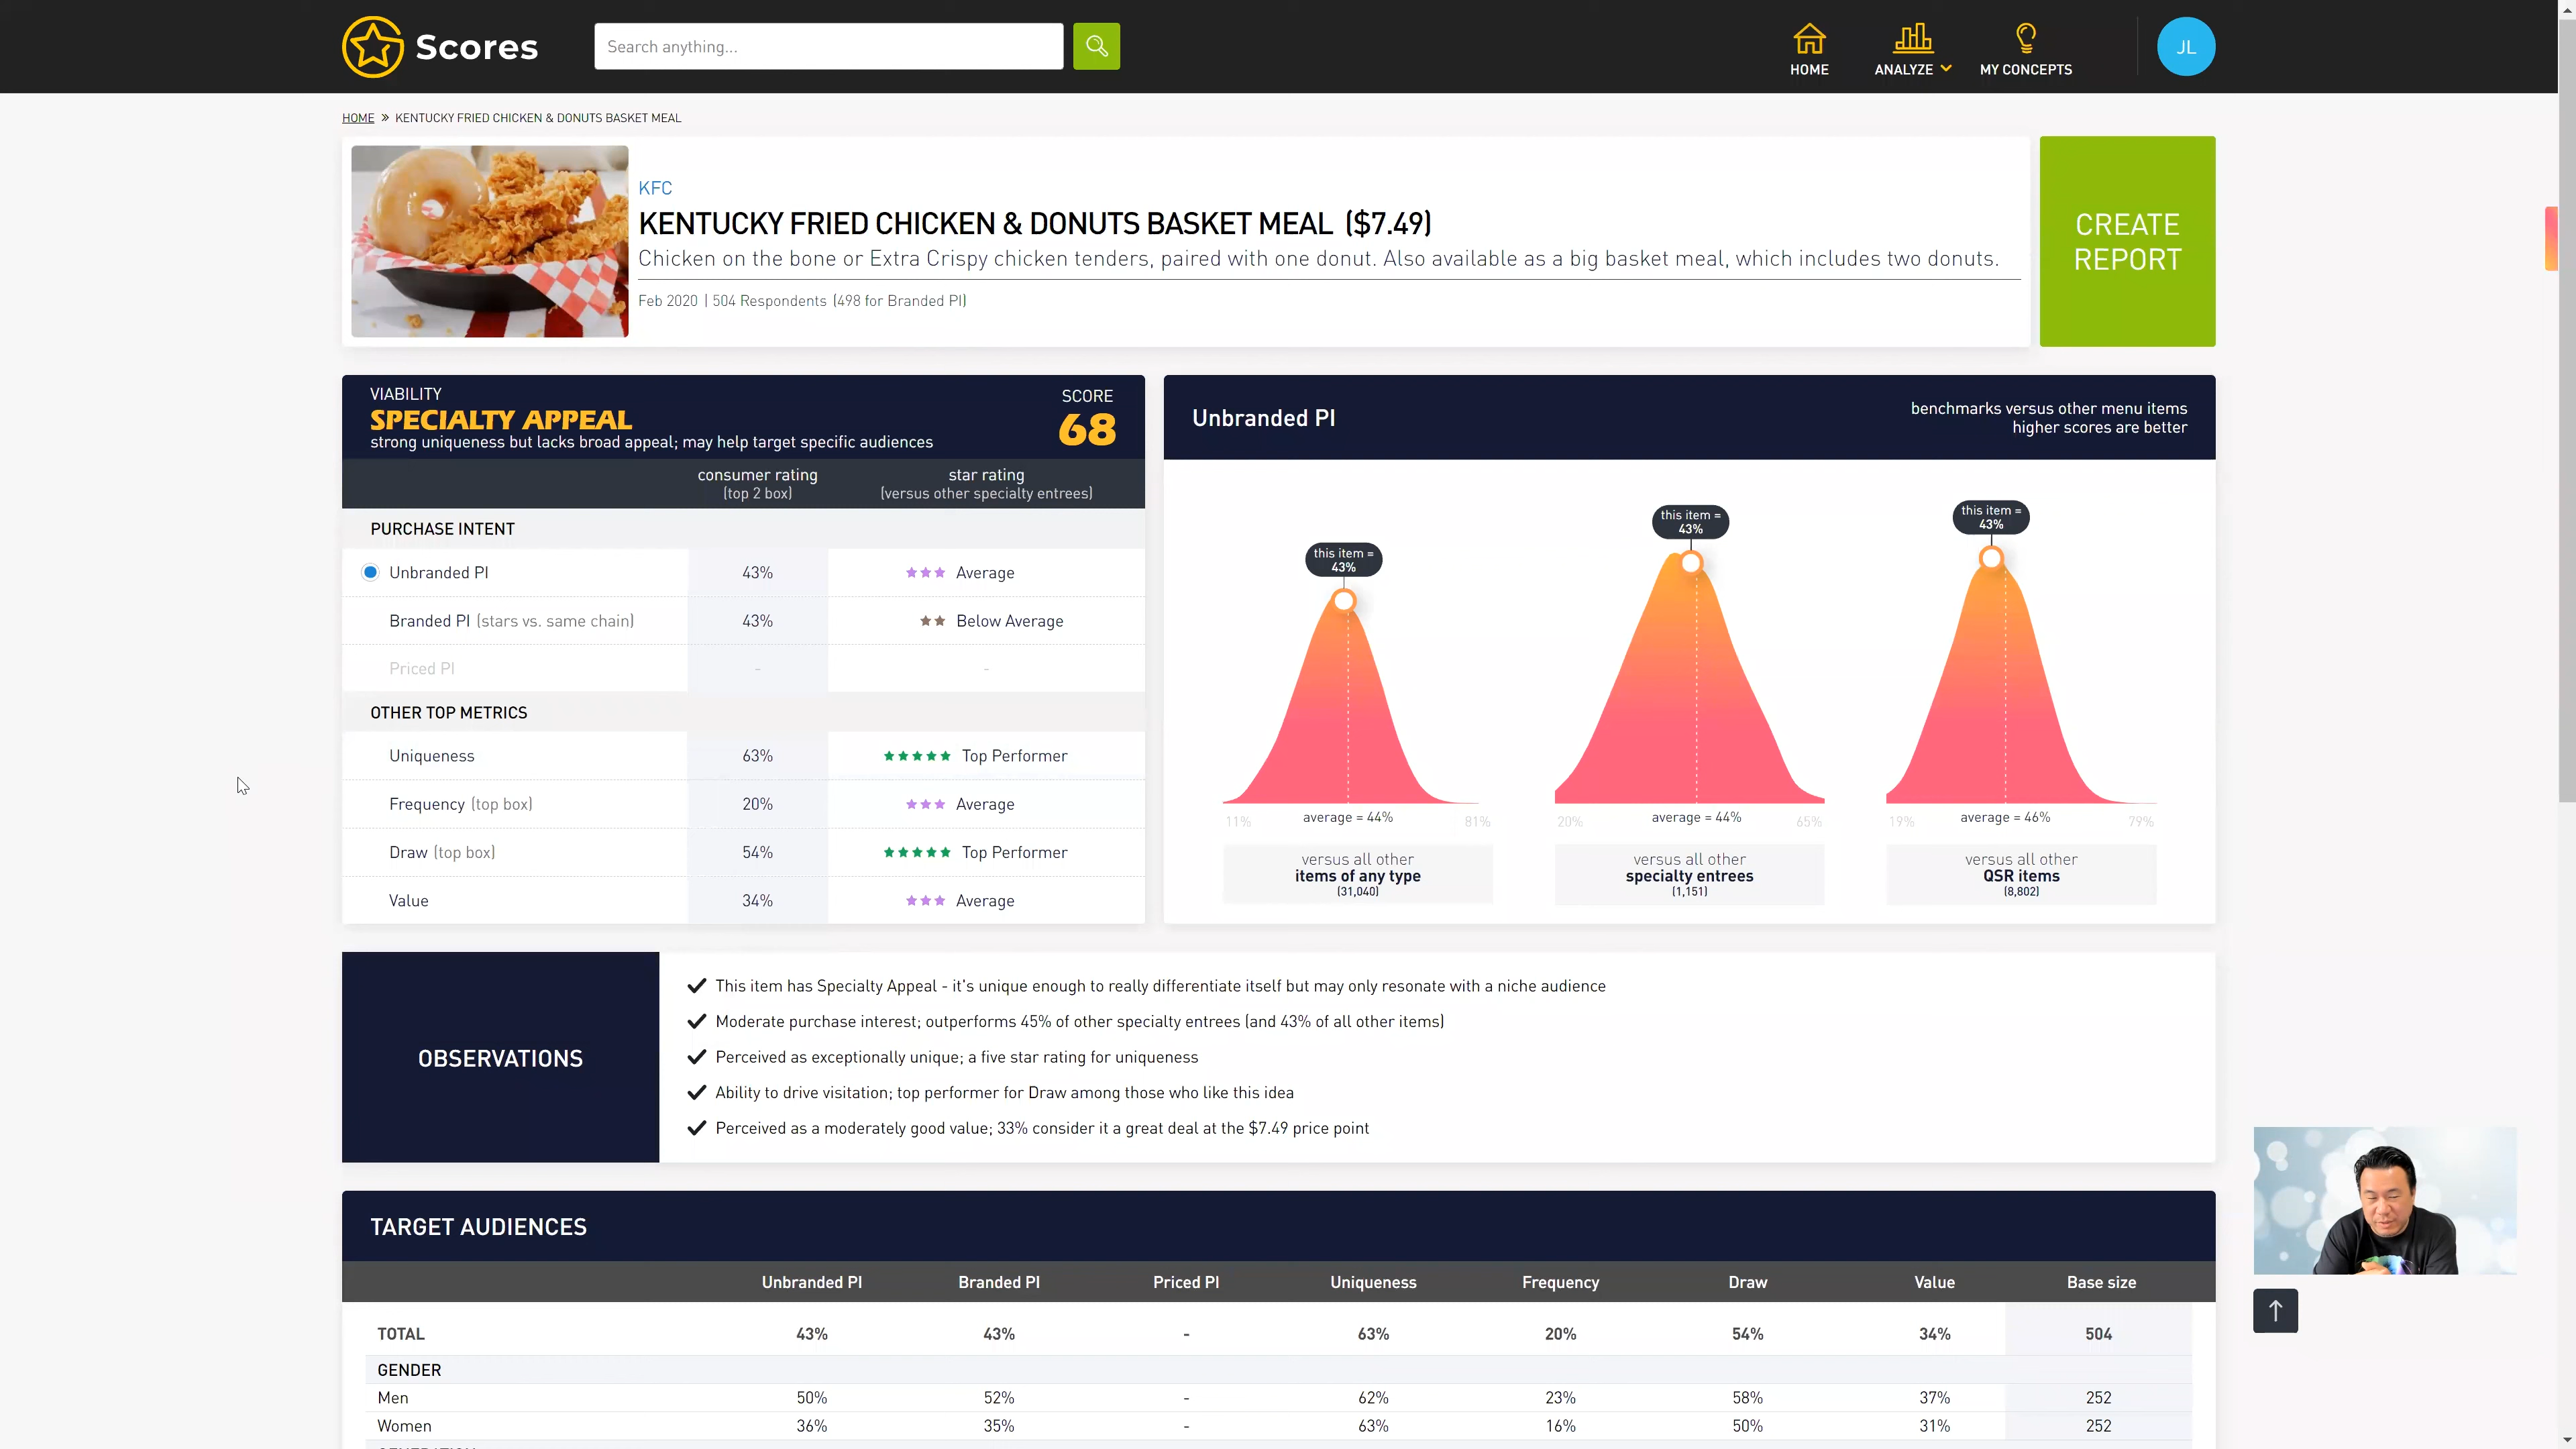 Scores
Search anything...
HOME
ANALYZE
MY CONCEPTS
JL
HOME » KENTUCKY FRIED CHICKEN & DONUTS BASKET MEAL
KFC
KENTUCKY FRIED CHICKEN & DONUTS BASKET MEAL ($7.49)
Chicken on the bone or Extra Crispy chicken tenders, paired with one donut. Also available as a big basket meal, which includes two donuts.
Feb 2020 | 504 Respondents (498 for Branded PI)
CREATE
REPORT
VIABILITY
SPECIALTY APPEAL
strong uniqueness but lacks broad appeal; may help target specific audiences
SCORE
68
consumer rating
(top 2 box)
star rating
(versus other specialty entrees)
PURCHASE INTENT
Unbranded PI 43% Average
Branded PI (stars vs. same chain) 43% Below Average
Priced PI - -
OTHER TOP METRICS
Uniqueness 63% Top Performer
Frequency (top box) 20% Average
Draw (top box) 54% Top Performer
Value 34% Average
Unbranded PI
benchmarks versus other menu items
higher scores are better
this item =
43%
11% average = 44% 81%
versus all other
items of any type
(31,040)
this item =
43%
20% average = 44% 65%
versus all other
specialty entrees
(1,151)
this item =
43%
19% average = 46% 79%
versus all other
QSR items
(8,802)
OBSERVATIONS
This item has Specialty Appeal - it's unique enough to really differentiate itself but may only resonate with a niche audience
Moderate purchase interest; outperforms 45% of other specialty entrees (and 43% of all other items)
Perceived as exceptionally unique; a five star rating for uniqueness
Ability to drive visitation; top performer for Draw among those who like this idea
Perceived as a moderately good value; 33% consider it a great deal at the $7.49 price point
TARGET AUDIENCES
Unbranded PI Branded PI Priced PI Uniqueness Frequency Draw Value Base size
TOTAL 43% 43% - 63% 20% 54% 34% 504
GENDER
Men 50% 52% - 62% 23% 58% 37% 252
Women 36% 35% - 63% 16% 50% 31% 252